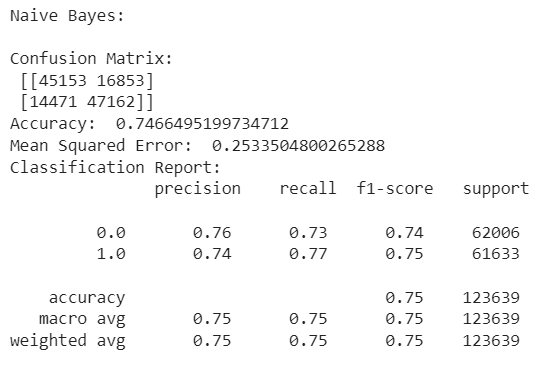 Naive Bayes:
Confusion Matrix:
[[45153 16853]
[14471 47162]]
Accuracy: 0.7466495199734712
Mean Squared Error: 0.2533504800265288
Classification Report:
precision recall f1-score support
0.0 0.76 0.73 0.74 62006
1.0 0.74 0.77 0.75 61633
accuracy 0.75 123639
macro avg 0.75 0.75 0.75 123639
weighted avg 0.75 0.75 0.75 123639